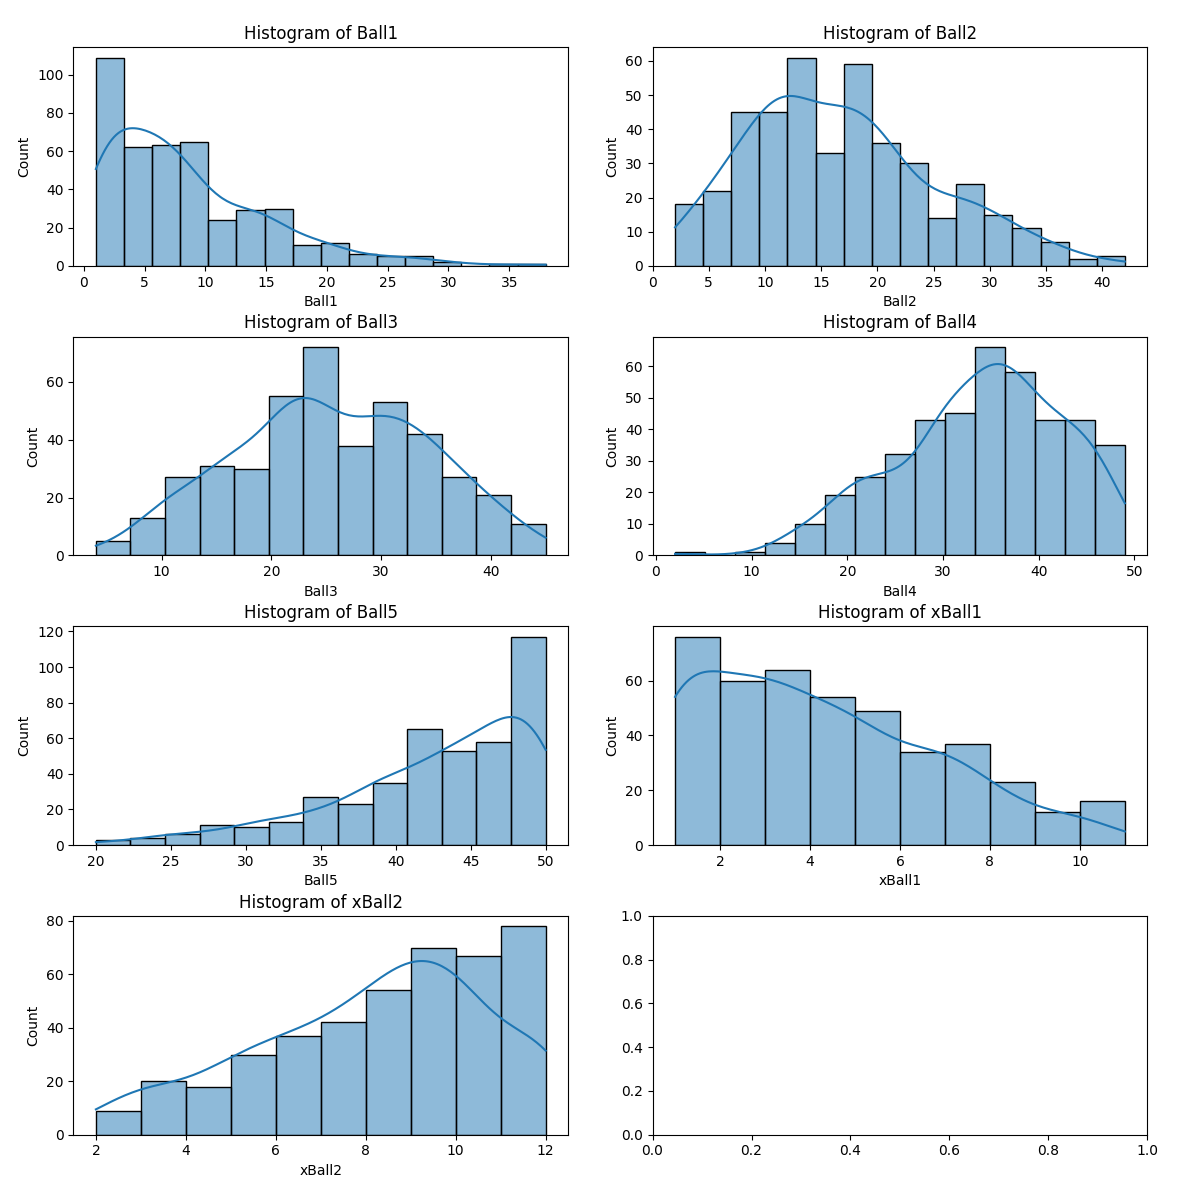 Histogram of Ball1
Count
100
80
60
40
20
0
0 5 10 15 20 25 30 35
Ball1
Histogram of Ball2
Count
60
50
40
30
20
10
0
0 5 10 15 20 25 30 35 40
Ball2
Histogram of Ball3
Count
60
40
20
0
10 20 30 40
Ball3
Histogram of Ball4
Count
60
50
40
30
20
10
0
0 10 20 30 40 50
Ball4
Histogram of Ball5
Count
120
100
80
60
40
20
0
20 25 30 35 40 45 50
Ball5
Histogram of xBall1
Count
60
40
20
0
2 4 6 8 10
xBall1
Histogram of xBall2
Count
80
60
40
20
0
2 4 6 8 10 12
xBall2
1.0
0.8
0.6
0.4
0.2
0.0
0.0 0.2 0.4 0.6 0.8 1.0